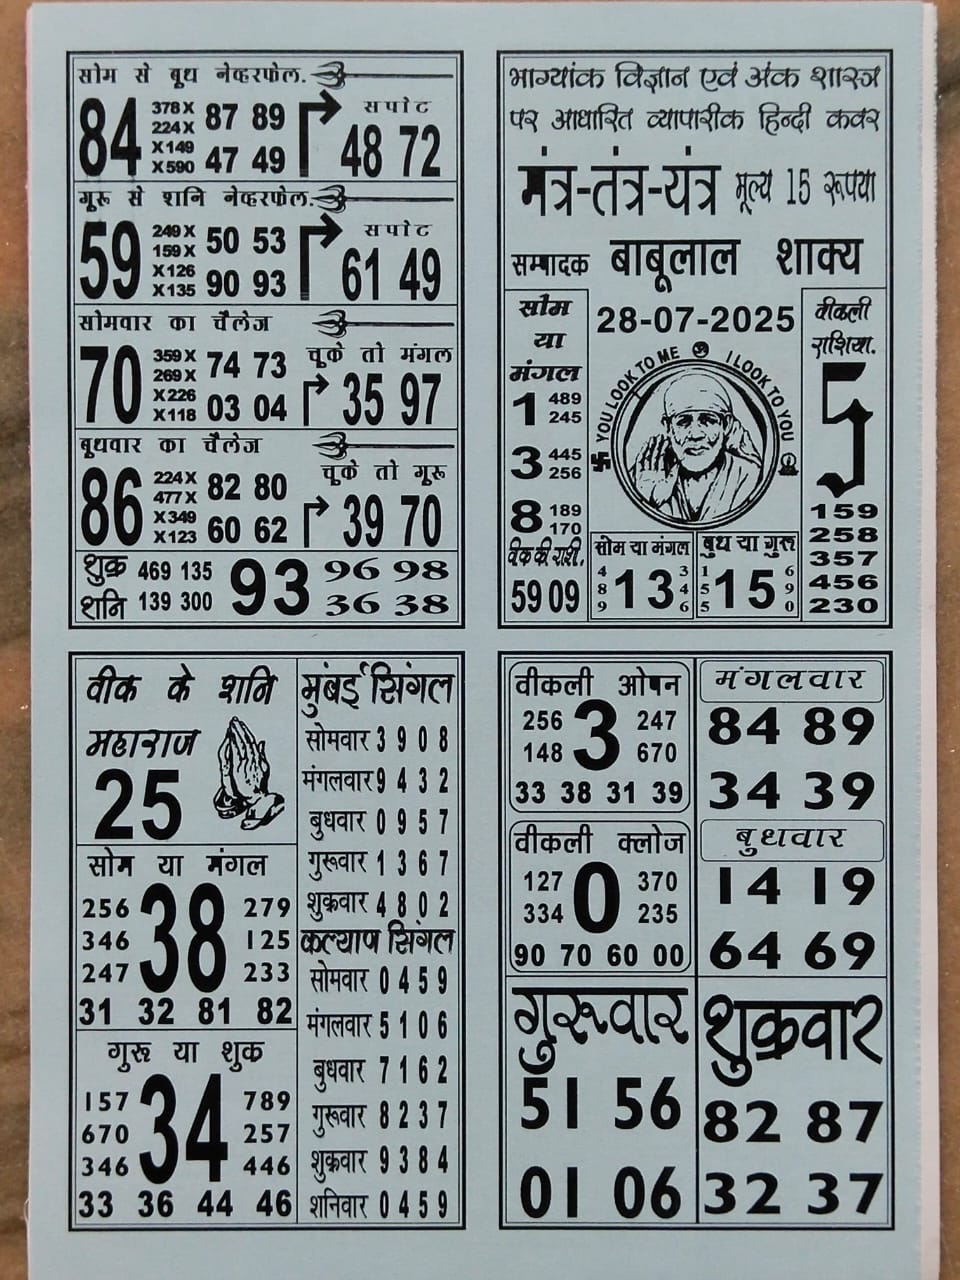 सोम से बूध नेव्हरफेल.
84
378X
224X
X149
X590
87 89
47 49
सपोट
48 72
गूरू से शनि नेव्हरफेल.
59
249X
159X
X126
X135
50 53
90 93
सपोट
61 49
सोमवार का चैलेज
70
359X
269X
X226
X118
74 73
03 04
चूके तो मंगल
35 97
बूधवार का चैलेज
86
224X
477X
X349
X123
82 80
60 62
चूके तो गूरू
39 70
शुक्र 469 135
शनि 139 300
93
96 98
36 38
भाग्यांक विज्ञान एवं अंक शास्त्र
पर आधारित व्यापारीक हिन्दी कवर
मंत्र-तंत्र-यंत्र मूल्य 15 रूपया
सम्पादक बाबूलाल शाक्य
सोम
या
मंगल
1 489
245
3 445
256
8 189
170
वीक की राशी.
59 09
28-07-2025
YOU LOOK TO ME ॐ I LOOK TO YOU
सोम या मंगल
4 8 9 13 3 4 6
बुध या गुरू
1 5 5 15 6 9 0
वीकली
राशिया.
5
159
258
357
456
230
वीक के शनि
महाराज
25
सोम या मंगल
256 279
346 38 125
247 233
31 32 81 82
गूरू या शुक
157 789
670 34 257
346 446
33 36 44 46
मुंबई सिंगल
सोमवार 3 9 0 8
मंगलवार 9 4 3 2
बुधवार 0 9 5 7
गुरूवार 1 3 6 7
शुक्रवार 4 8 0 2
कल्याण सिंगल
सोमवार 0 4 5 9
मंगलवार 5 1 0 6
बुधवार 7 1 6 2
गुरूवार 8 2 3 7
शुक्रवार 9 3 8 4
शनिवार 0 4 5 9
वीकली ओपन
256 247
3
148 670
33 38 31 39
वीकली क्लोज
127 370
0
334 235
90 70 60 00
मंगलवार
84 89
34 39
बुधवार
14 19
64 69
गुरूवार
51 56
01 06
शुक्रवार
82 87
32 37